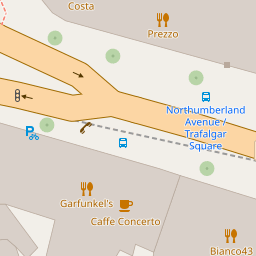 Costa
Prezzo
Northumberland
Avenue /
Trafalgar
Square
Garfunkel's
Caffe Concerto
Bianco43